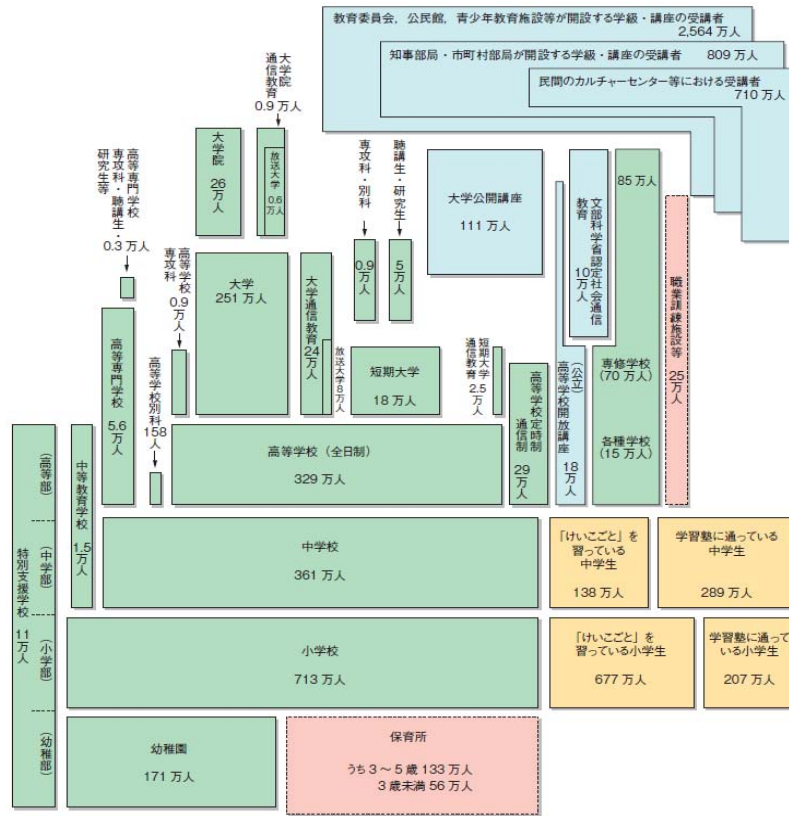 教育委員会，公民館，青少年教育施設等が開設する学級・講座の受講者
2,564 万人
知事部局・市町村部局が開設する学級・講座の受講者　809 万人
民間のカルチャーセンター等における受講者
710 万人
高等専門学校
専攻科・聴講生・
研究生等
0.3 万人
大学院
26
万人
大学院
通信教育
0.9 万人
放送大学
0.6
万人
専攻科・別科
0.9
万人
聴講生・研究生
5
万人
大学公開講座
111 万人
文部科学省認定社会通信
教育
10
万人
85 万人
専修学校
(70 万人)
各種学校
(15 万人)
職業訓練施設等
25
万人
高等専門学校
5.6
万人
高等学校
専攻科
0.9
万人
高等学校別科
158
人
大学
251 万人
大学通信教育
24
万人
放送大学
8
万人
短期大学
18 万人
短期大学
通信教育
2.5
万人
高等学校定時制
通信制
29
万人
(公立)
高等学校開放講座
18
万人
高等学校（全日制）
329 万人
特別支援学校
11
万人
(高等部)
(中学部)
(小学部)
(幼稚部)
中等教育学校
1.5
万人
中学校
361 万人
「けいこごと」を
習っている
中学生
138 万人
学習塾に通っている
中学生
289 万人
小学校
713 万人
「けいこごと」を
習っている小学生
677 万人
学習塾に通って
いる小学生
207 万人
幼稚園
171 万人
保育所
うち 3 ～ 5 歳 133 万人
3 歳未満 56 万人